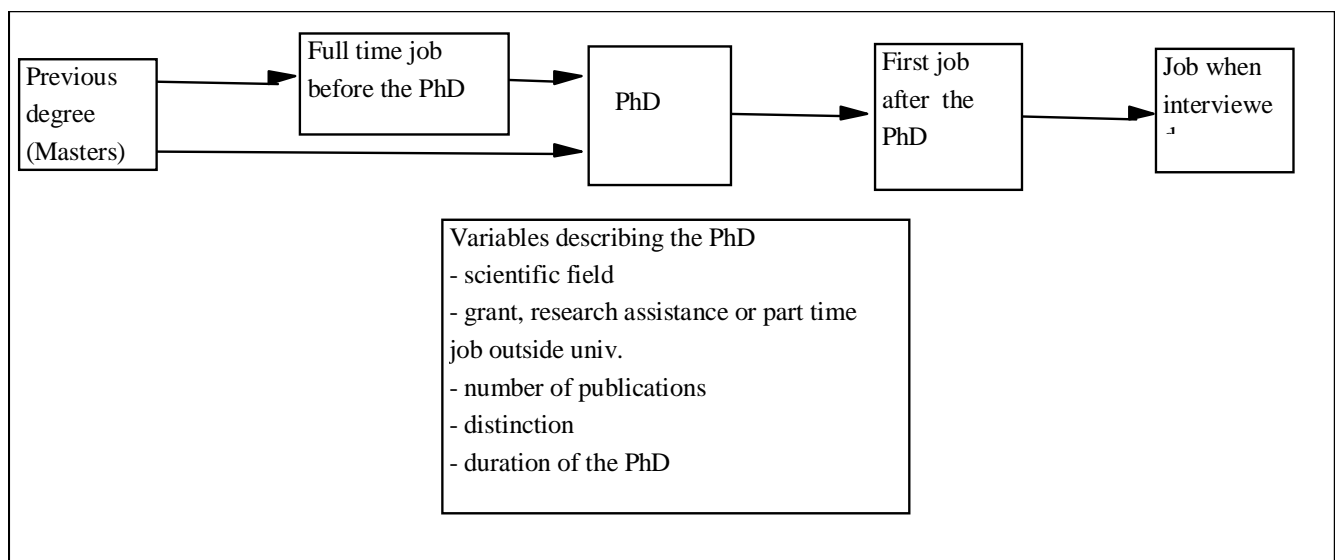 Previous
degree
(Masters)
Full time job
before the PhD
PhD
First job
after the
PhD
Job when
interviewe
Variables describing the PhD
- scientific field
- grant, research assistance or part time
job outside univ.
- number of publications
- distinction
- duration of the PhD